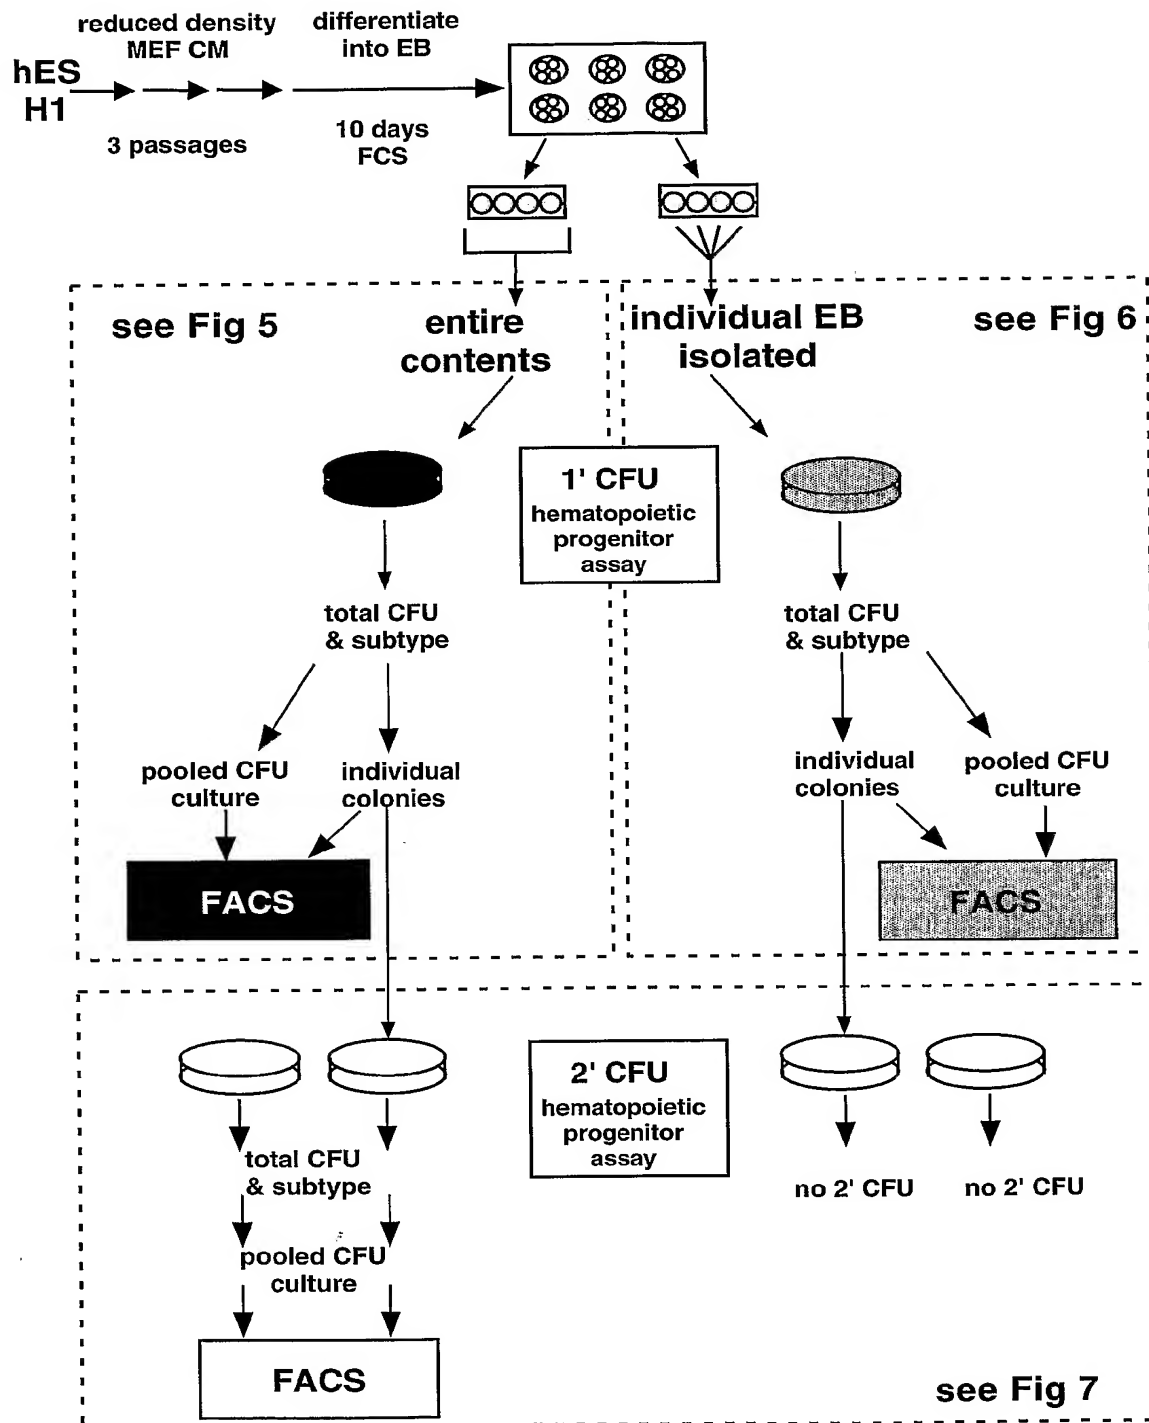 reduced density
MEF CM
differentiate
into EB
hES
H1
3 passages
10 days
FCS
see Fig 5
entire
contents
individual EB
isolated
see Fig 6
1' CFU
hematopoietic
progenitor
assay
total CFU
& subtype
total CFU
& subtype
pooled CFU
culture
individual
colonies
individual
colonies
pooled CFU
culture
FACS
FACS
2' CFU
hematopoietic
progenitor
assay
total CFU
& subtype
no 2' CFU
no 2' CFU
pooled CFU
culture
FACS
see Fig 7